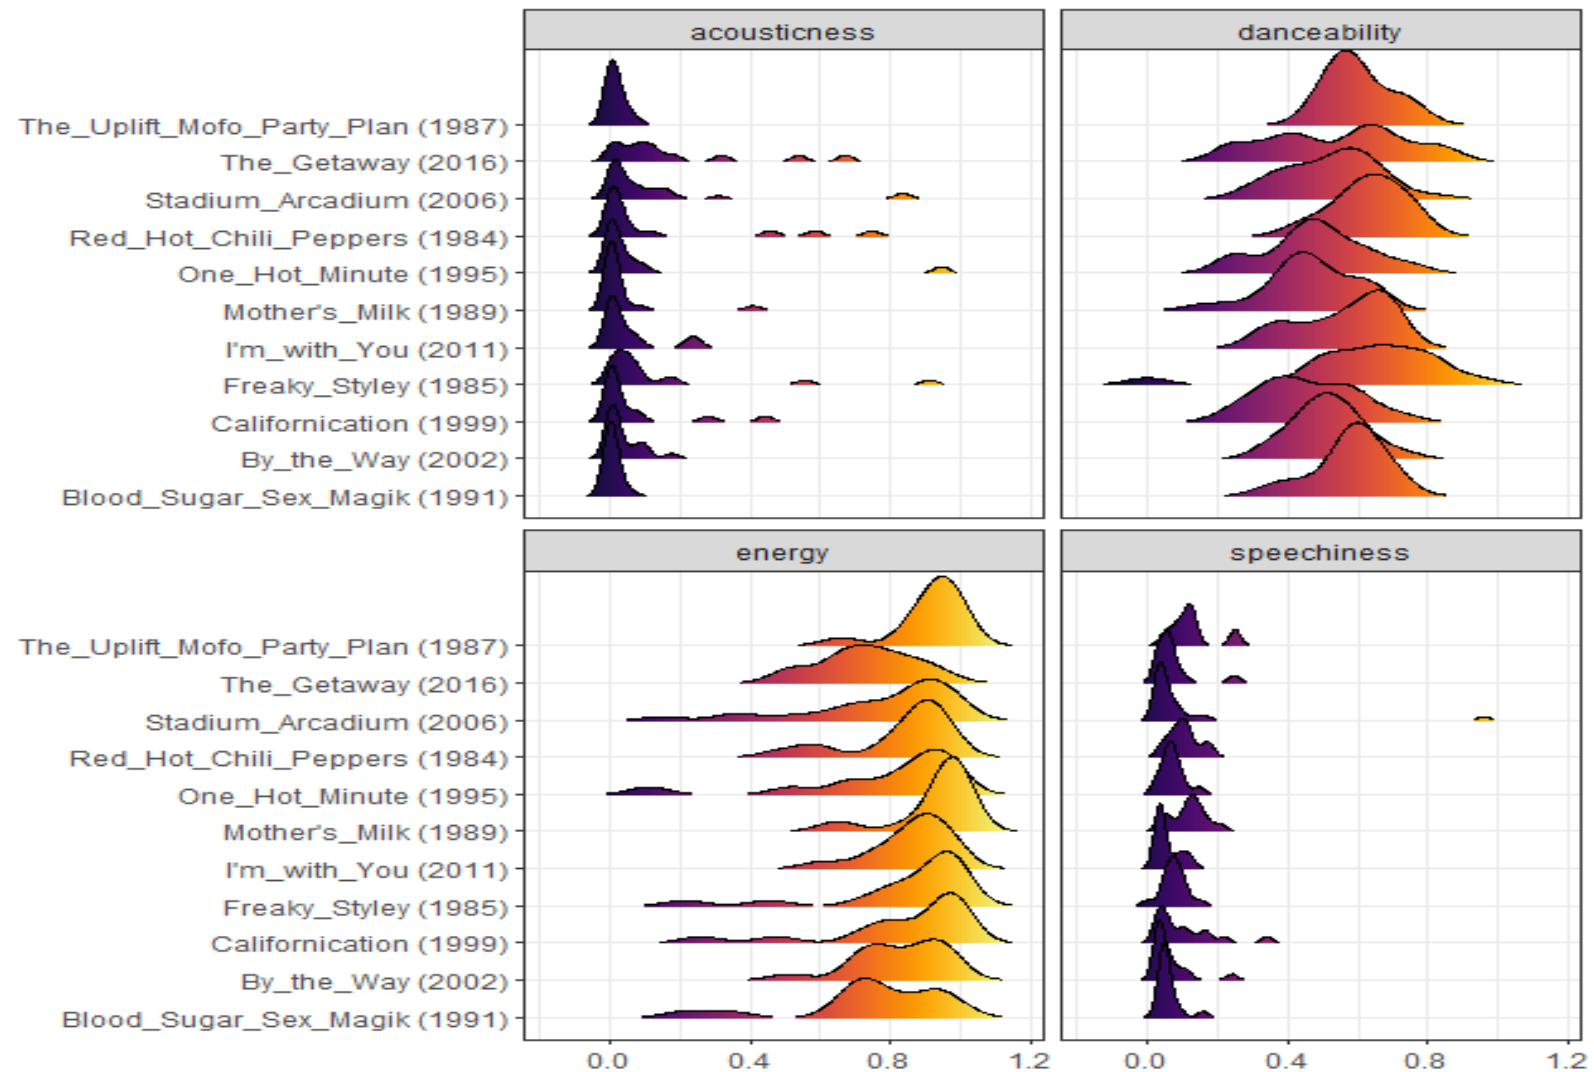 acousticness danceability
The_Uplift_Mofo_Party_Plan (1987)
The_Getaway (2016)
Stadium_Arcadium (2006)
Red_Hot_Chili_Peppers (1984)
One_Hot_Minute (1995)
Mother's_Milk (1989)
I'm_with_You (2011)
Freaky_Styley (1985)
Californication (1999)
By_the_Way (2002)
Blood_Sugar_Sex_Magik (1991)
energy speechiness
The_Uplift_Mofo_Party_Plan (1987)
The_Getaway (2016)
Stadium_Arcadium (2006)
Red_Hot_Chili_Peppers (1984)
One_Hot_Minute (1995)
Mother's_Milk (1989)
I'm_with_You (2011)
Freaky_Styley (1985)
Californication (1999)
By_the_Way (2002)
Blood_Sugar_Sex_Magik (1991)
0.0 0.4 0.8 1.2 0.0 0.4 0.8 1.2